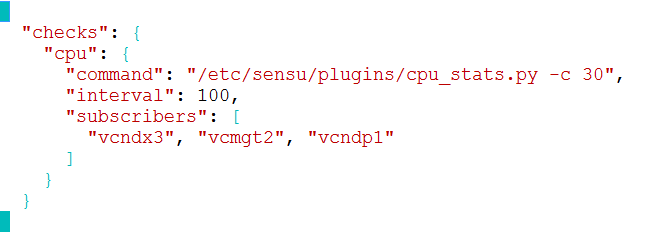 "checks": {
"cpu": {
"command": "/etc/sensu/plugins/cpu_stats.py -c 30",
"interval": 100,
"subscribers": [
"vcndx3", "vcmgt2", "vcndp1"
]
}
}